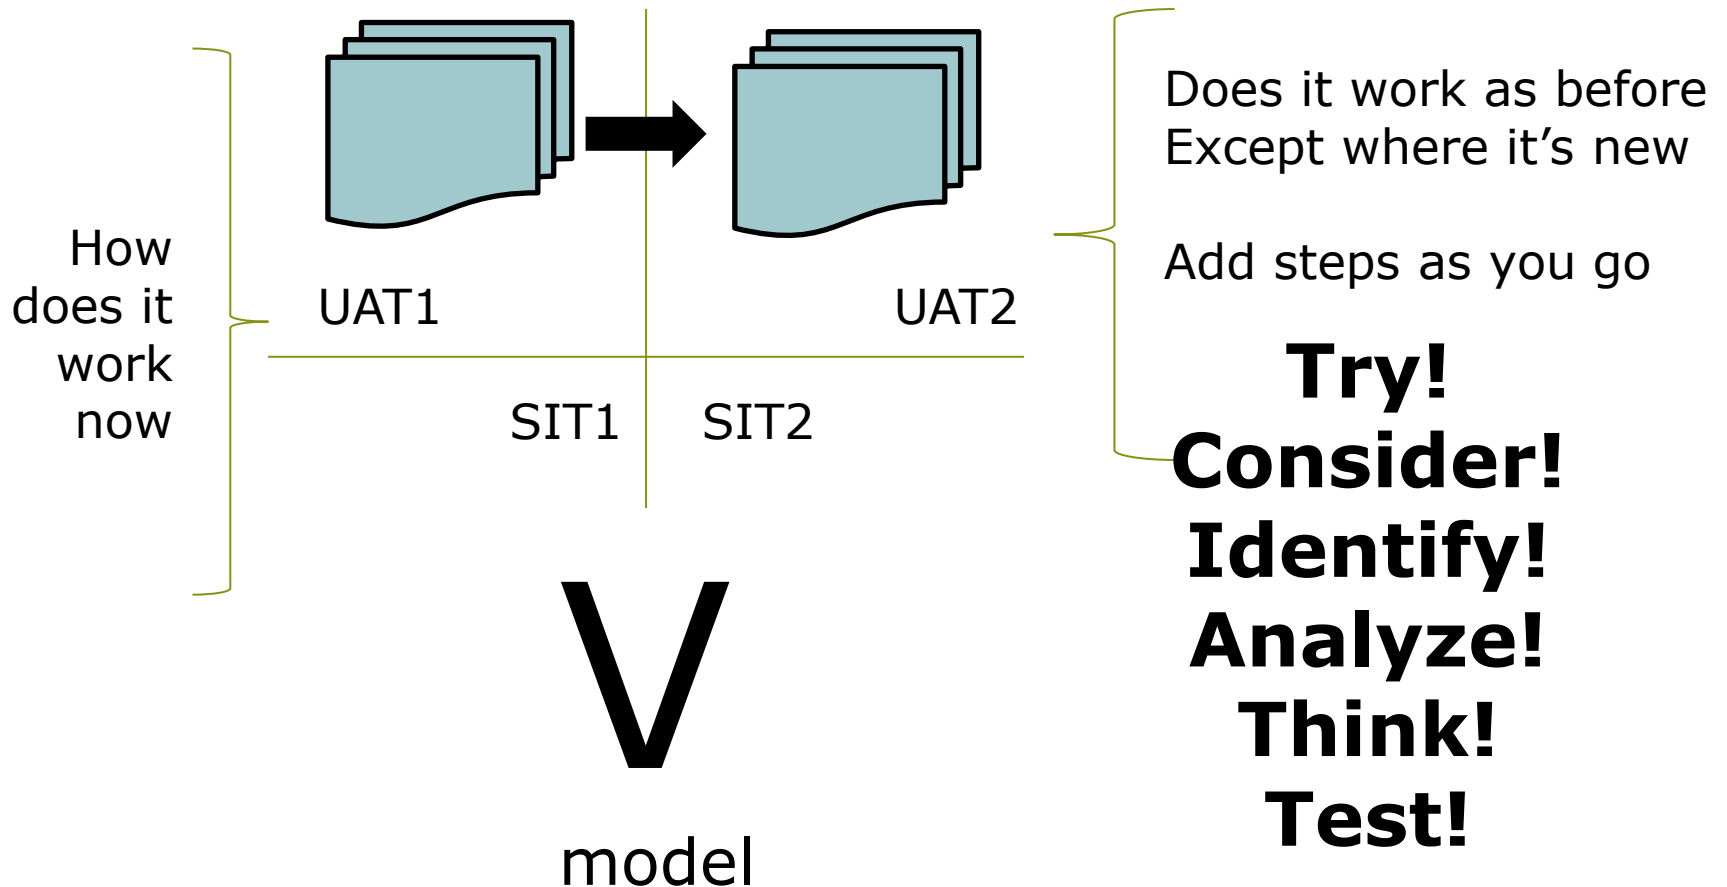 How
does it
work
now
UAT1
UAT2
SIT1
SIT2
V
model
Does it work as before
Except where it’s new
Add steps as you go
Try!
Consider!
Identify!
Analyze!
Think!
Test!